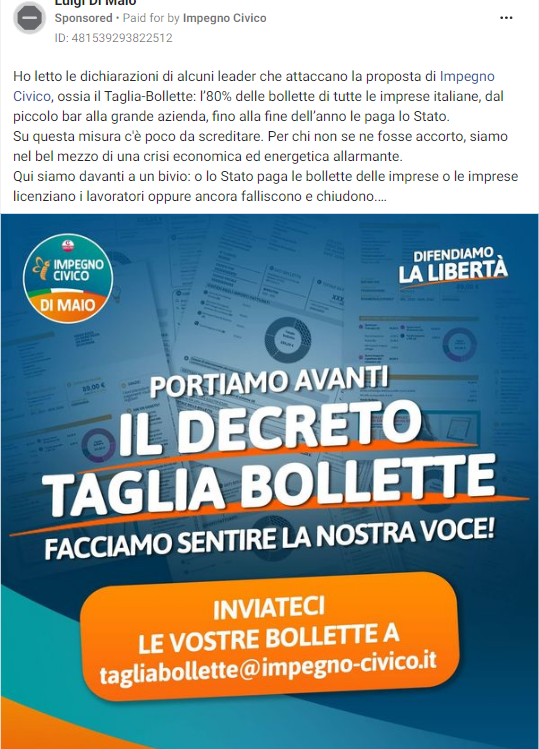 Luigi Di Maio
Sponsored • Paid for by Impegno Civico
ID: 481539293822512
Ho letto le dichiarazioni di alcuni leader che attaccano la proposta di Impegno
Civico, ossia il Taglia-Bollette: l’80% delle bollette di tutte le imprese italiane, dal
piccolo bar alla grande azienda, fino alla fine dell’anno le paga lo Stato.
Su questa misura c'è poco da screditare. Per chi non se ne fosse accorto, siamo
nel bel mezzo di una crisi economica ed energetica allarmante.
Qui siamo davanti a un bivio: o lo Stato paga le bollette delle imprese o le imprese
licenziano i lavoratori oppure ancora falliscono e chiudono....
IMPEGNO
CIVICO
DI MAIO
DIFENDIAMO
LA LIBERTÀ
PORTIAMO AVANTI
IL DECRETO
TAGLIA BOLLETTE
FACCIAMO SENTIRE LA NOSTRA VOCE!
INVIATECI
LE VOSTRE BOLLETTE A
tagliabollette@impegno-civico.it